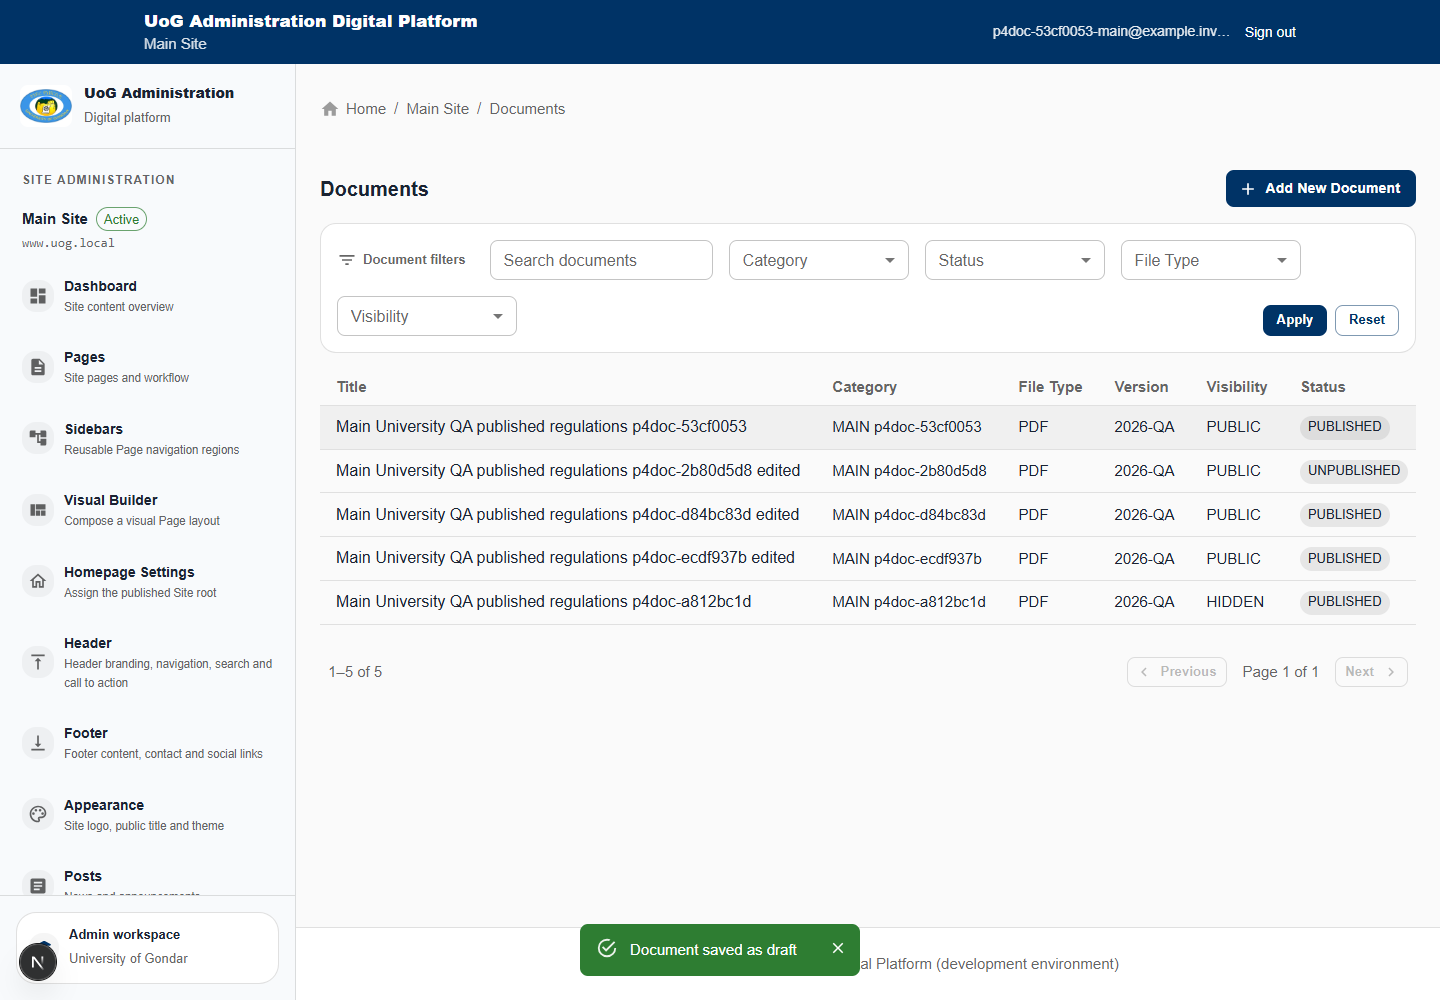 UoG Administration Digital Platform
Main Site
p4doc-53cf0053-main@example.inv...
Sign out
UoG Administration
Digital platform
SITE ADMINISTRATION
Main Site Active
www.uog.local
Dashboard
Site content overview
Pages
Site pages and workflow
Sidebars
Reusable Page navigation regions
Visual Builder
Compose a visual Page layout
Homepage Settings
Assign the published Site root
Header
Header branding, navigation, search and
call to action
Footer
Footer content, contact and social links
Appearance
Site logo, public title and theme
Posts
News and announcements
Admin workspace
University of Gondar
N
Home / Main Site / Documents
Documents
Add New Document
Document filters
Search documents
Category
Status
File Type
Visibility
Apply
Reset
Title Category File Type Version Visibility Status
Main University QA published regulations p4doc-53cf0053 MAIN p4doc-53cf0053 PDF 2026-QA PUBLIC PUBLISHED
Main University QA published regulations p4doc-2b80d5d8 edited MAIN p4doc-2b80d5d8 PDF 2026-QA PUBLIC UNPUBLISHED
Main University QA published regulations p4doc-d84bc83d edited MAIN p4doc-d84bc83d PDF 2026-QA PUBLIC PUBLISHED
Main University QA published regulations p4doc-ecdf937b edited MAIN p4doc-ecdf937b PDF 2026-QA PUBLIC PUBLISHED
Main University QA published regulations p4doc-a812bc1d MAIN p4doc-a812bc1d PDF 2026-QA HIDDEN PUBLISHED
1–5 of 5
Previous Page 1 of 1 Next
Document saved as draft
al Platform (development environment)